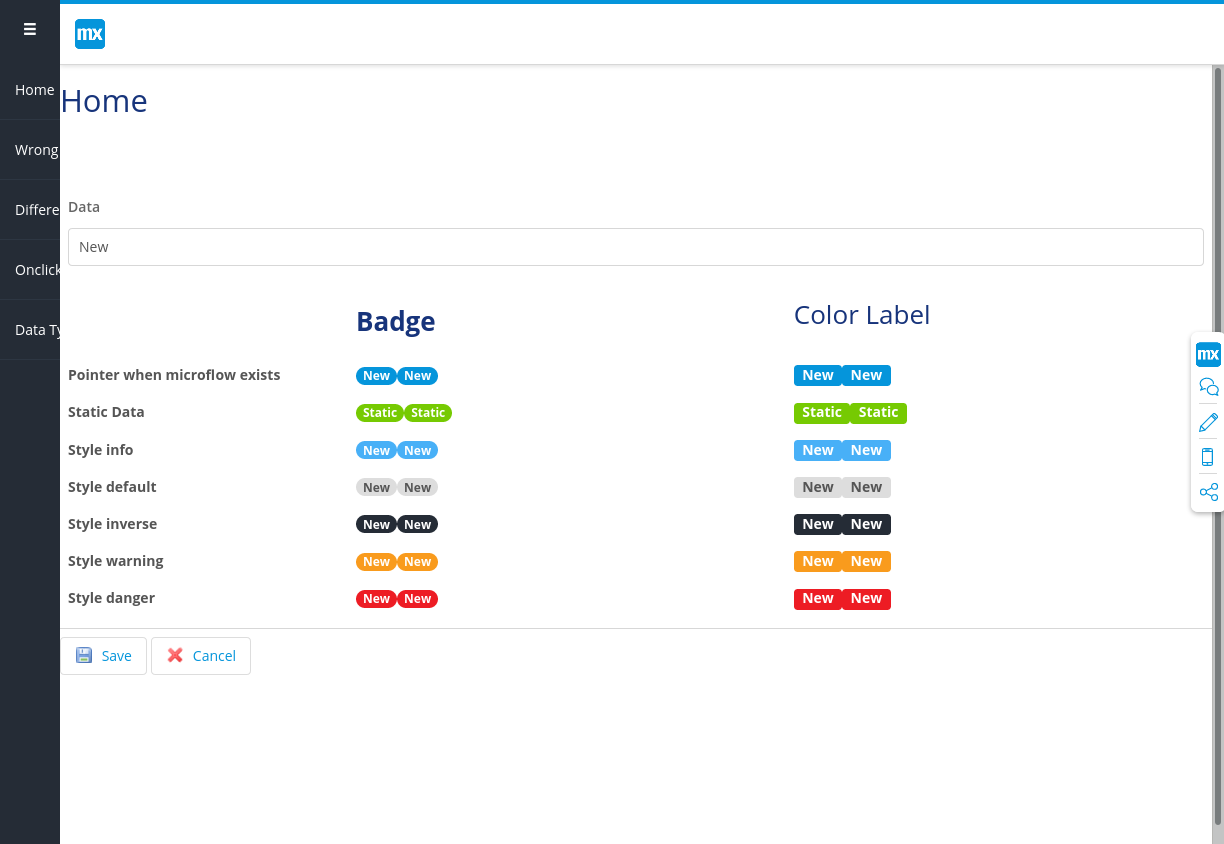 mx
Home
Home
Wrong
Differe
Data
New
Onclick
Badge Color Label
Data Ty
mx
Pointer when microflow exists New New New New
Static Data Static Static Static Static
Style info New New New New
Style default New New New New
Style inverse New New New New
Style warning New New New New
Style danger New New New New
Save Cancel